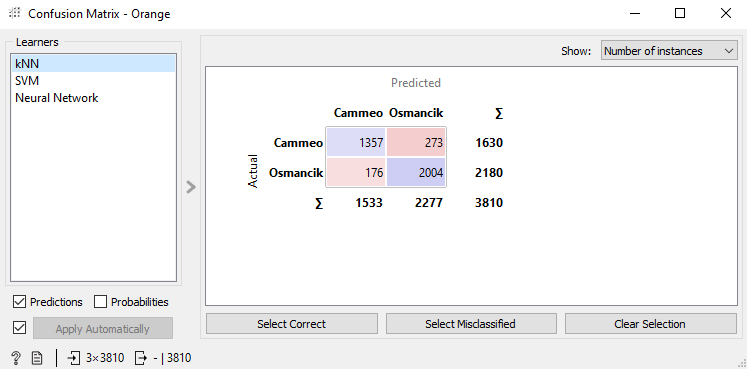 Confusion Matrix - Orange
Learners
kNN
SVM
Neural Network
Predictions
Probabilities
Apply Automatically
Show: Number of instances
Predicted
Cammeo Osmancik ∑
Actual
Cammeo 1357 273 1630
Osmancik 176 2004 2180
∑ 1533 2277 3810
Select Correct
Select Misclassified
Clear Selection
? 3×3810 - | 3810